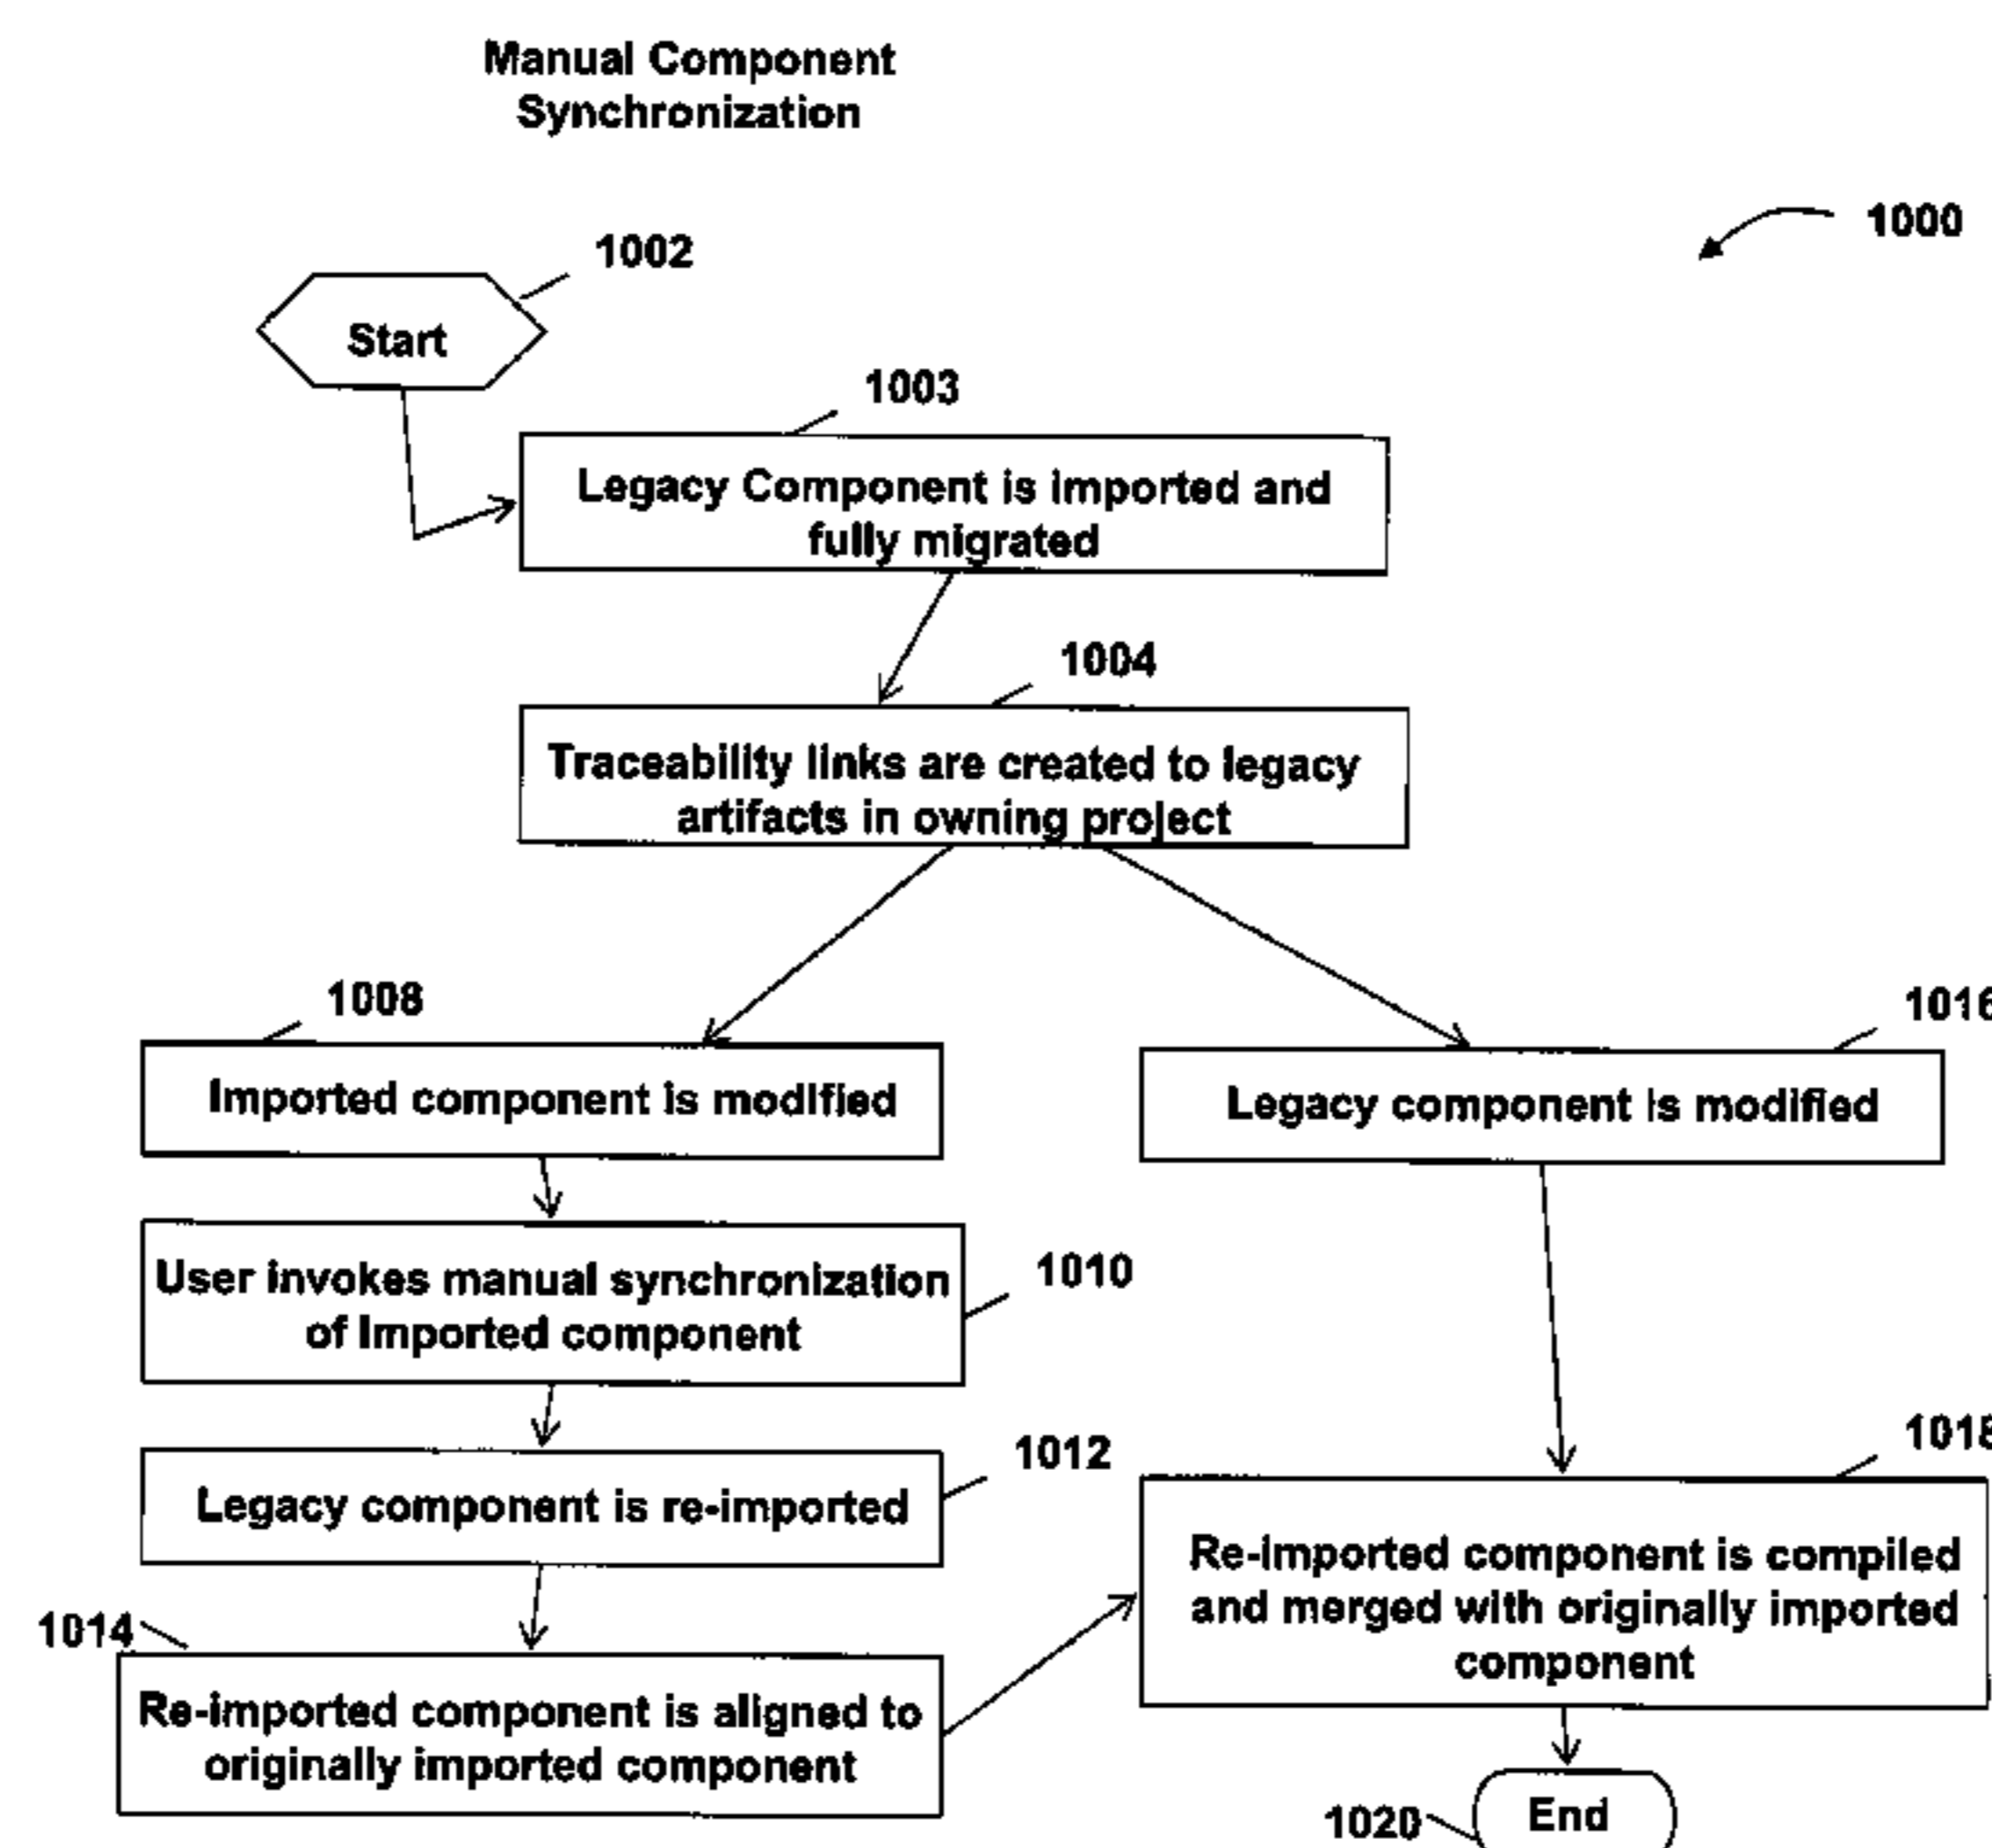 Manual Component
Synchronization
1000
1002
Start
1003
Legacy Component is imported and
fully migrated
1004
Traceability links are created to legacy
artifacts in owning project
1008
Imported component is modified
1016
Legacy component is modified
User invokes manual synchronization
of Imported component
1010
1012
Legacy component is re-imported
1018
Re-imported component is compiled
and merged with originally imported
component
1014
Re-imported component is aligned to
originally imported component
1020
End